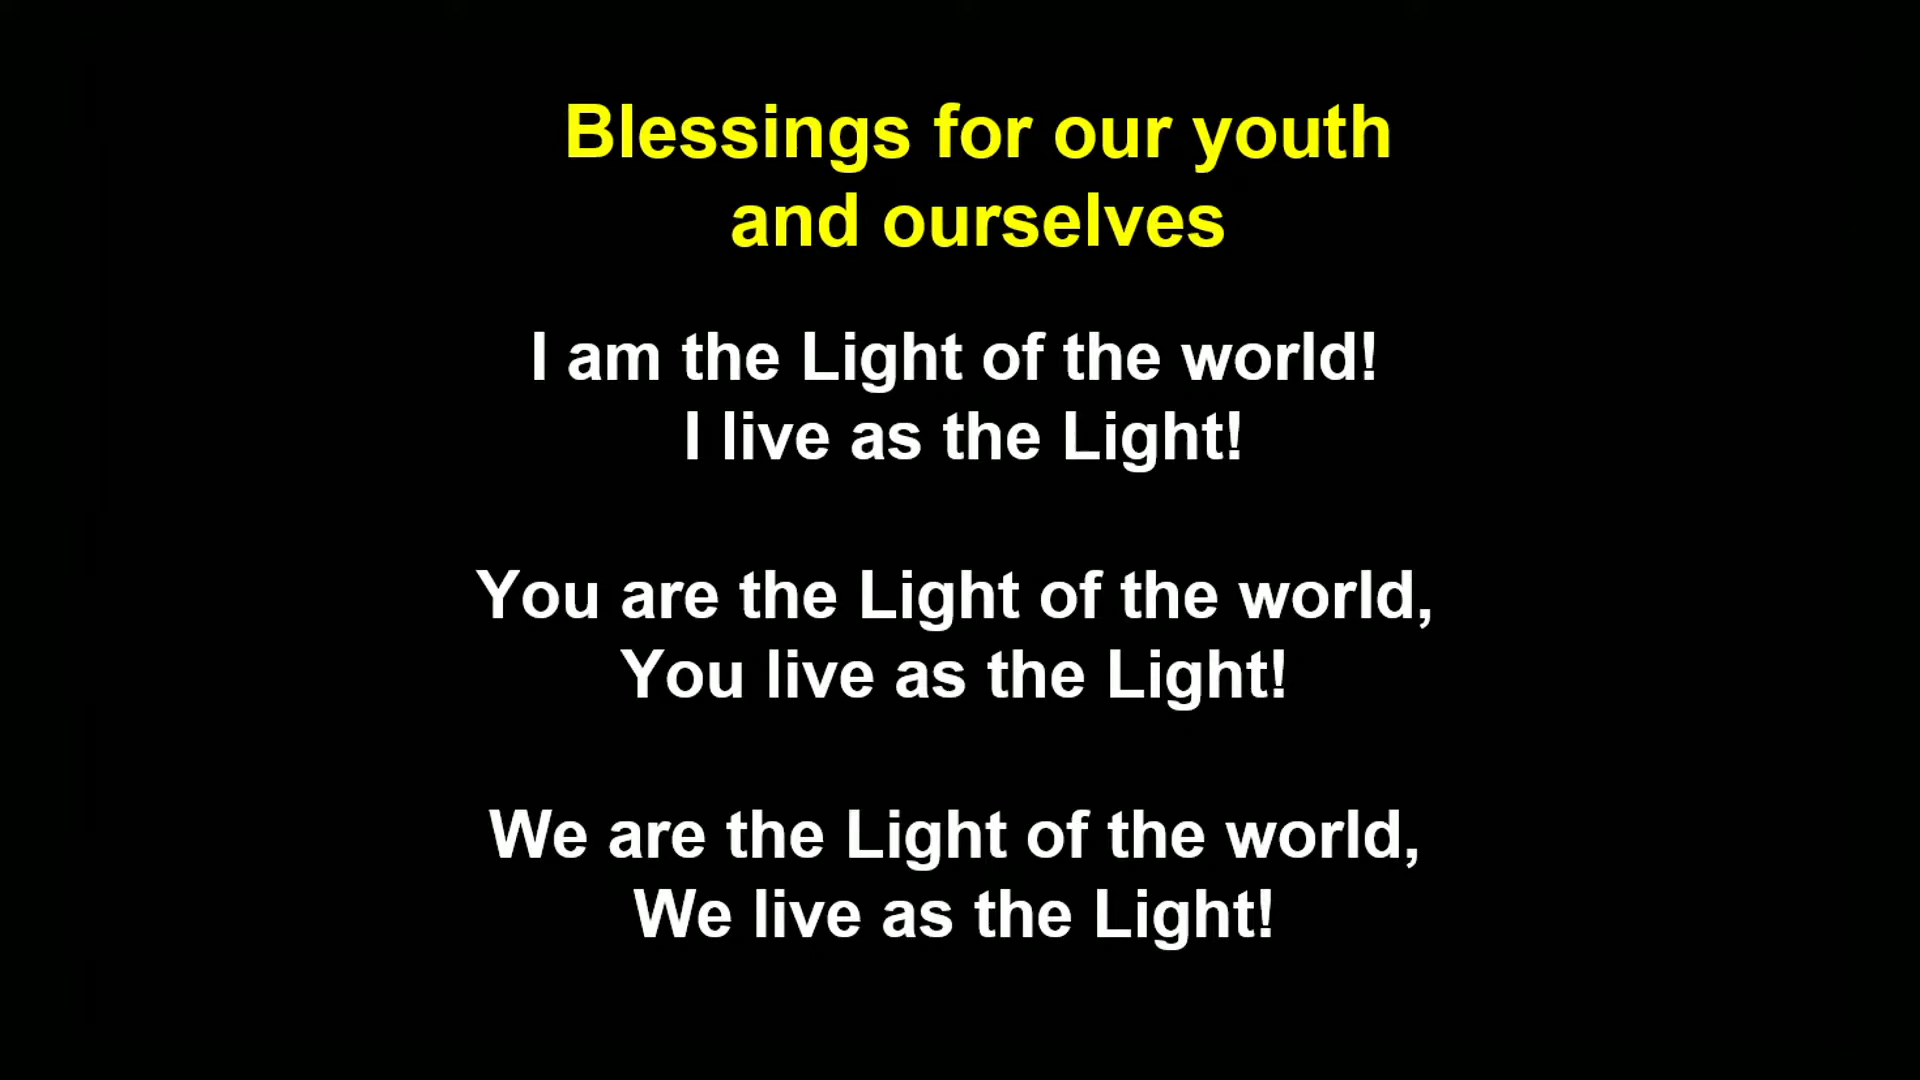 Blessings for our youth
and ourselves
I am the Light of the world!
I live as the Light!
You are the Light of the world,
You live as the Light!
We are the Light of the world,
We live as the Light!